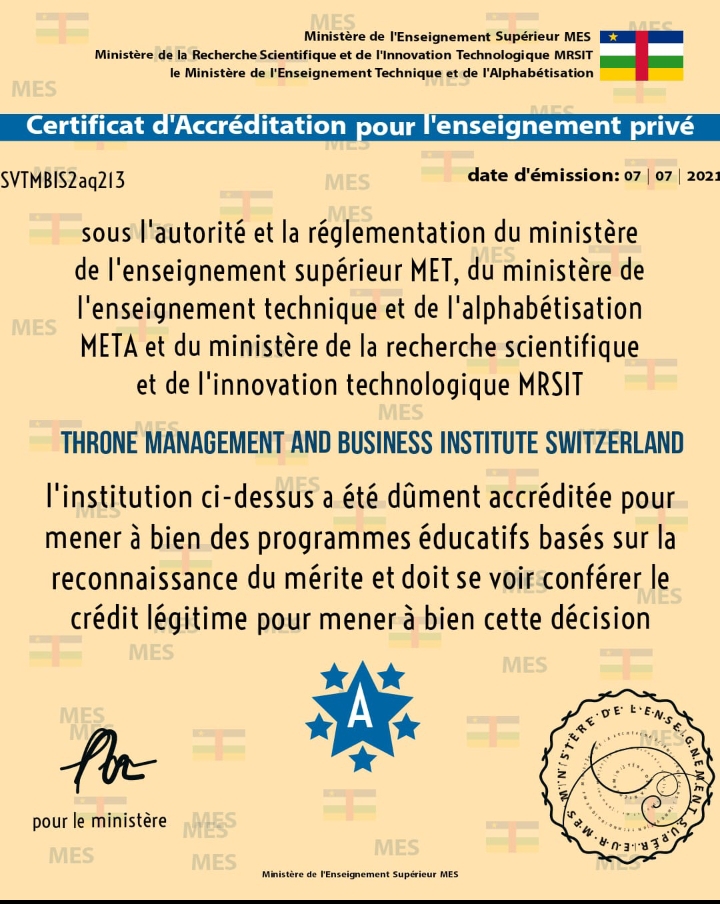 Ministère de l'Enseignement Supérieur MES
Ministère de la Recherche Scientifique et de l'Innovation Technologique MRSIT
le Ministère de l'Enseignement Technique et de l'Alphabétisation
Certificat d'Accréditation pour l'enseignement privé
SVTMBIS2aq213
date d'émission: 07 | 07 | 2021
sous l'autorité et la réglementation du ministère
de l'enseignement supérieur MET, du ministère de
l'enseignement technique et de l'alphabétisation
META et du ministère de la recherche scientifique
et de l'innovation technologique MRSIT
THRONE MANAGEMENT AND BUSINESS INSTITUTE SWITZERLAND
l'institution ci-dessus a été dûment accréditée pour
mener à bien des programmes éducatifs basés sur la
reconnaissance du mérite et doit se voir conférer le
crédit légitime pour mener à bien cette décision
A
pour le ministère
MINISTÈRE DE L'ENSEIGNEMENT SUPÉRIEUR MES
Ministère de l'Enseignement Supérieur MES
MES